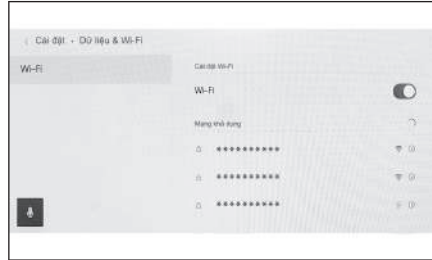 Cài đặt • Dữ liệu & Wi-Fi
Wi-Fi
Cài đặt Wi-Fi
Wi-Fi
Mạng khả dụng
**********
**********
**********